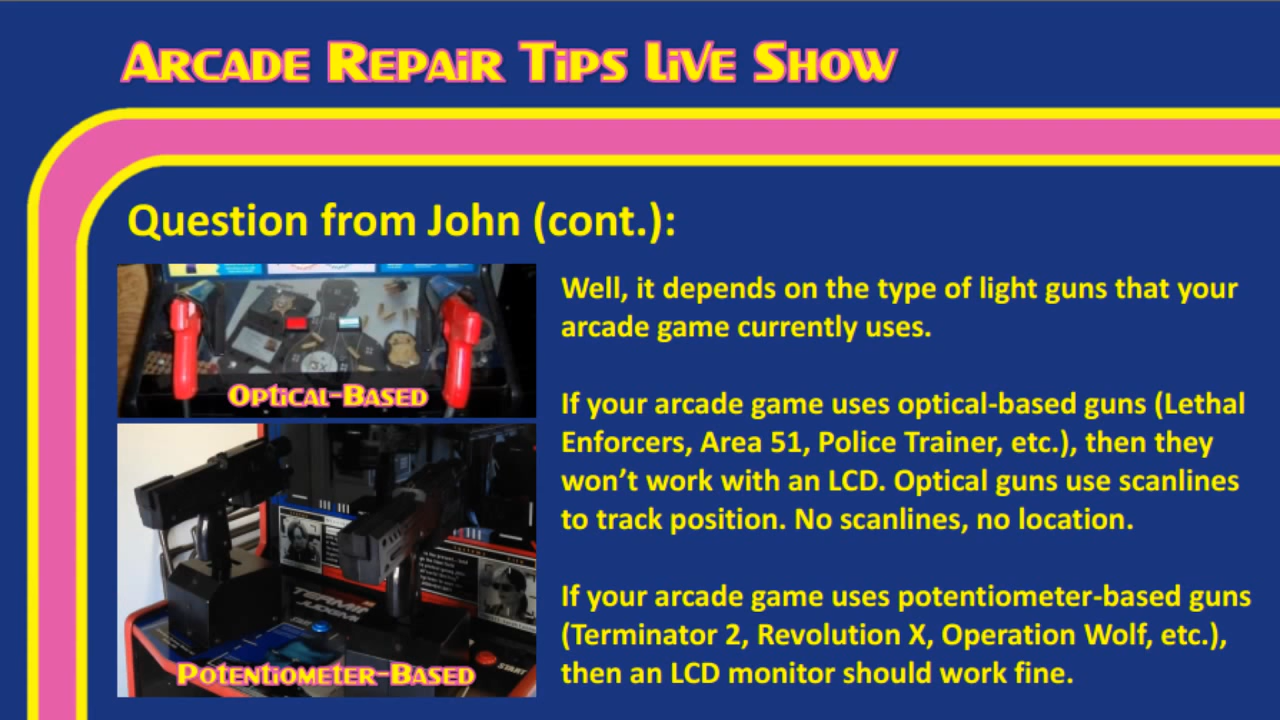 Arcade Repair Tips Live Show
Question from John (cont.):
Optical-Based
Potentiometer-Based
START
Well, it depends on the type of light guns that your
arcade game currently uses.
If your arcade game uses optical-based guns (Lethal
Enforcers, Area 51, Police Trainer, etc.), then they
won’t work with an LCD. Optical guns use scanlines
to track position. No scanlines, no location.
If your arcade game uses potentiometer-based guns
(Terminator 2, Revolution X, Operation Wolf, etc.),
then an LCD monitor should work fine.